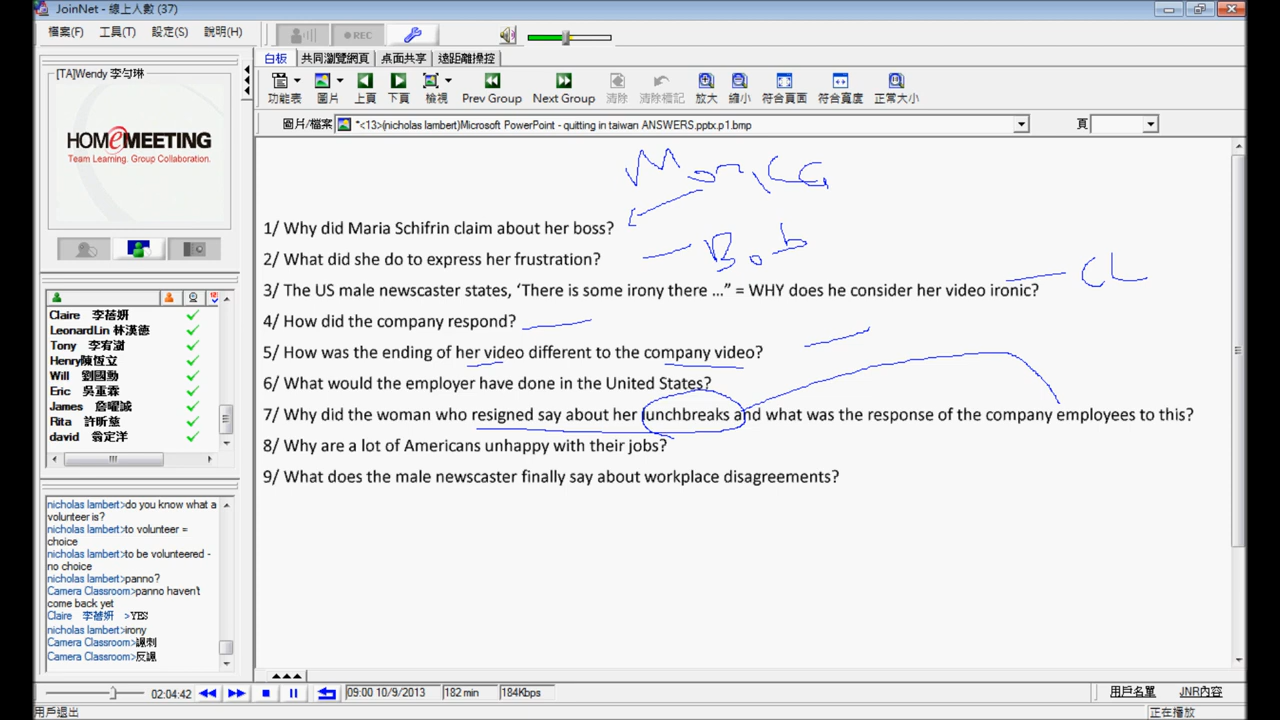 JoinNet - 線上人數 (37)
檔案(F) 工具(T) 設定(S) 說明(H)
REC
[TA]Wendy 李勻琳
HOMEMEETING
Team Learning. Group Collaboration.
白板 共同瀏覽網頁 桌面共享 遠距離操控
功能表 圖片 上頁 下頁 檢視 Prev Group Next Group 清除 清除標記 放大 縮小 符合頁面 符合寬度 正常大小
圖片/檔案 *<13>(nicholas lambert)Microsoft PowerPoint - quitting in taiwan ANSWERS.pptx.p1.bmp 頁
Monica
1/ Why did Maria Schifrin claim about her boss?
Bob
2/ What did she do to express her frustration?
CL
3/ The US male newscaster states, ‘There is some irony there …” = WHY does he consider her video ironic?
4/ How did the company respond?
5/ How was the ending of her video different to the company video?
6/ What would the employer have done in the United States?
7/ Why did the woman who resigned say about her lunchbreaks and what was the response of the company employees to this?
8/ Why are a lot of Americans unhappy with their jobs?
9/ What does the male newscaster finally say about workplace disagreements?
Claire 李蓓妍
LeonardLin 林漢德
Tony 李宥澍
Henry陳恆立
Will 劉國勳
Eric 吳重霖
James 詹曜誠
Rita 許昕慈
david 翁定洋
nicholas lambert>do you know what a
volunteer is?
nicholas lambert>to volunteer =
choice
nicholas lambert>to be volunteered -
no choice
nicholas lambert>panno?
Camera Classroom>panno haven't
come back yet
Claire 李蓓妍 >YES
nicholas lambert>irony
Camera Classroom>諷刺
Camera Classroom>反諷
02:04:42 09:00 10/9/2013 182 min 184Kbps 用戶名單 JNR內容
用戶退出 正在播放